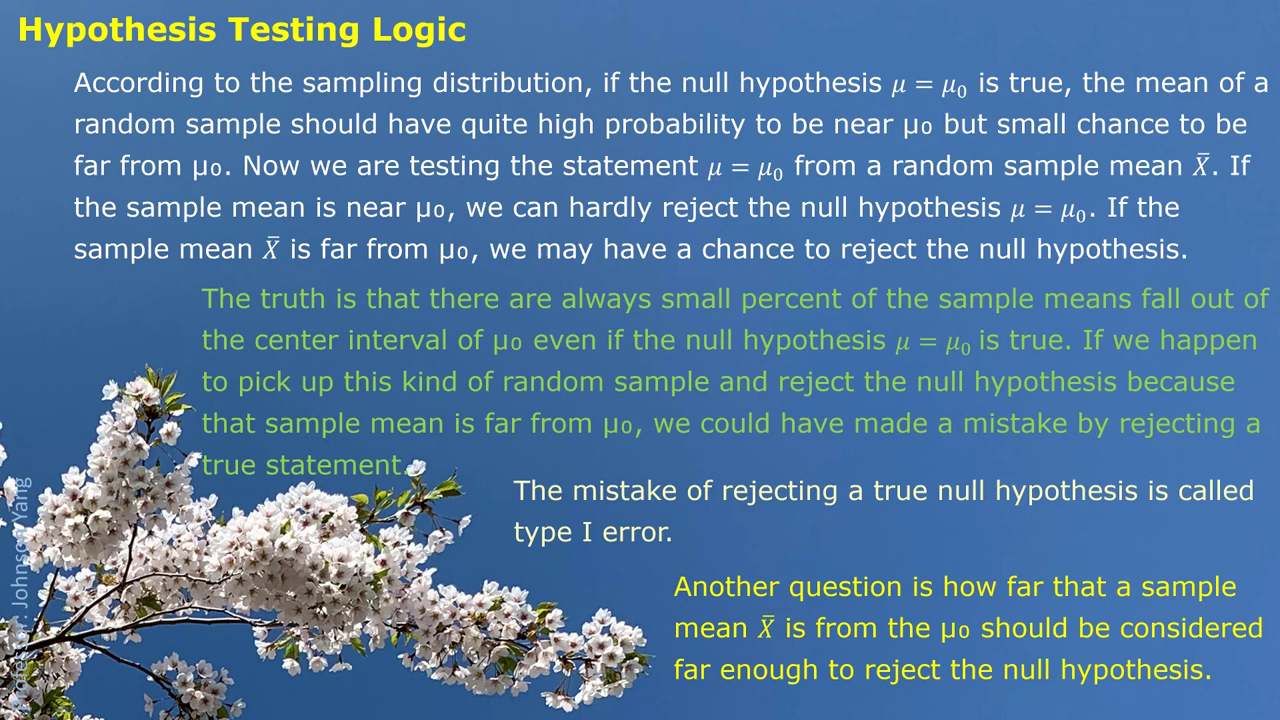 Hypothesis Testing Logic
According to the sampling distribution, if the null hypothesis 𝜇 = 𝜇₀ is true, the mean of a
random sample should have quite high probability to be near μ₀ but small chance to be
far from μ₀. Now we are testing the statement 𝜇 = 𝜇₀ from a random sample mean X̄. If
the sample mean is near μ₀, we can hardly reject the null hypothesis 𝜇 = 𝜇₀. If the
sample mean X̄ is far from μ₀, we may have a chance to reject the null hypothesis.
The truth is that there are always small percent of the sample means fall out of
the center interval of μ₀ even if the null hypothesis 𝜇 = 𝜇₀ is true. If we happen
to pick up this kind of random sample and reject the null hypothesis because
that sample mean is far from μ₀, we could have made a mistake by rejecting a
true statement.
The mistake of rejecting a true null hypothesis is called
type I error.
Another question is how far that a sample
mean X̄ is from the μ₀ should be considered
far enough to reject the null hypothesis.
Professor: Johnson Yang